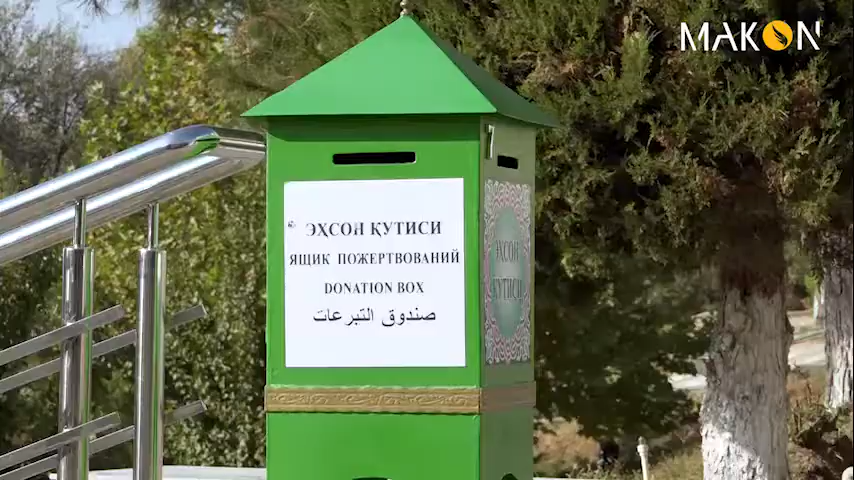 MAKON
ЭҲСОН ҚУТИСИ
ЯЩИК ПОЖЕРТВОВАНИЙ
DONATION BOX
صندوق التبرعات
ЭҲСОН
ҚУТИСИ